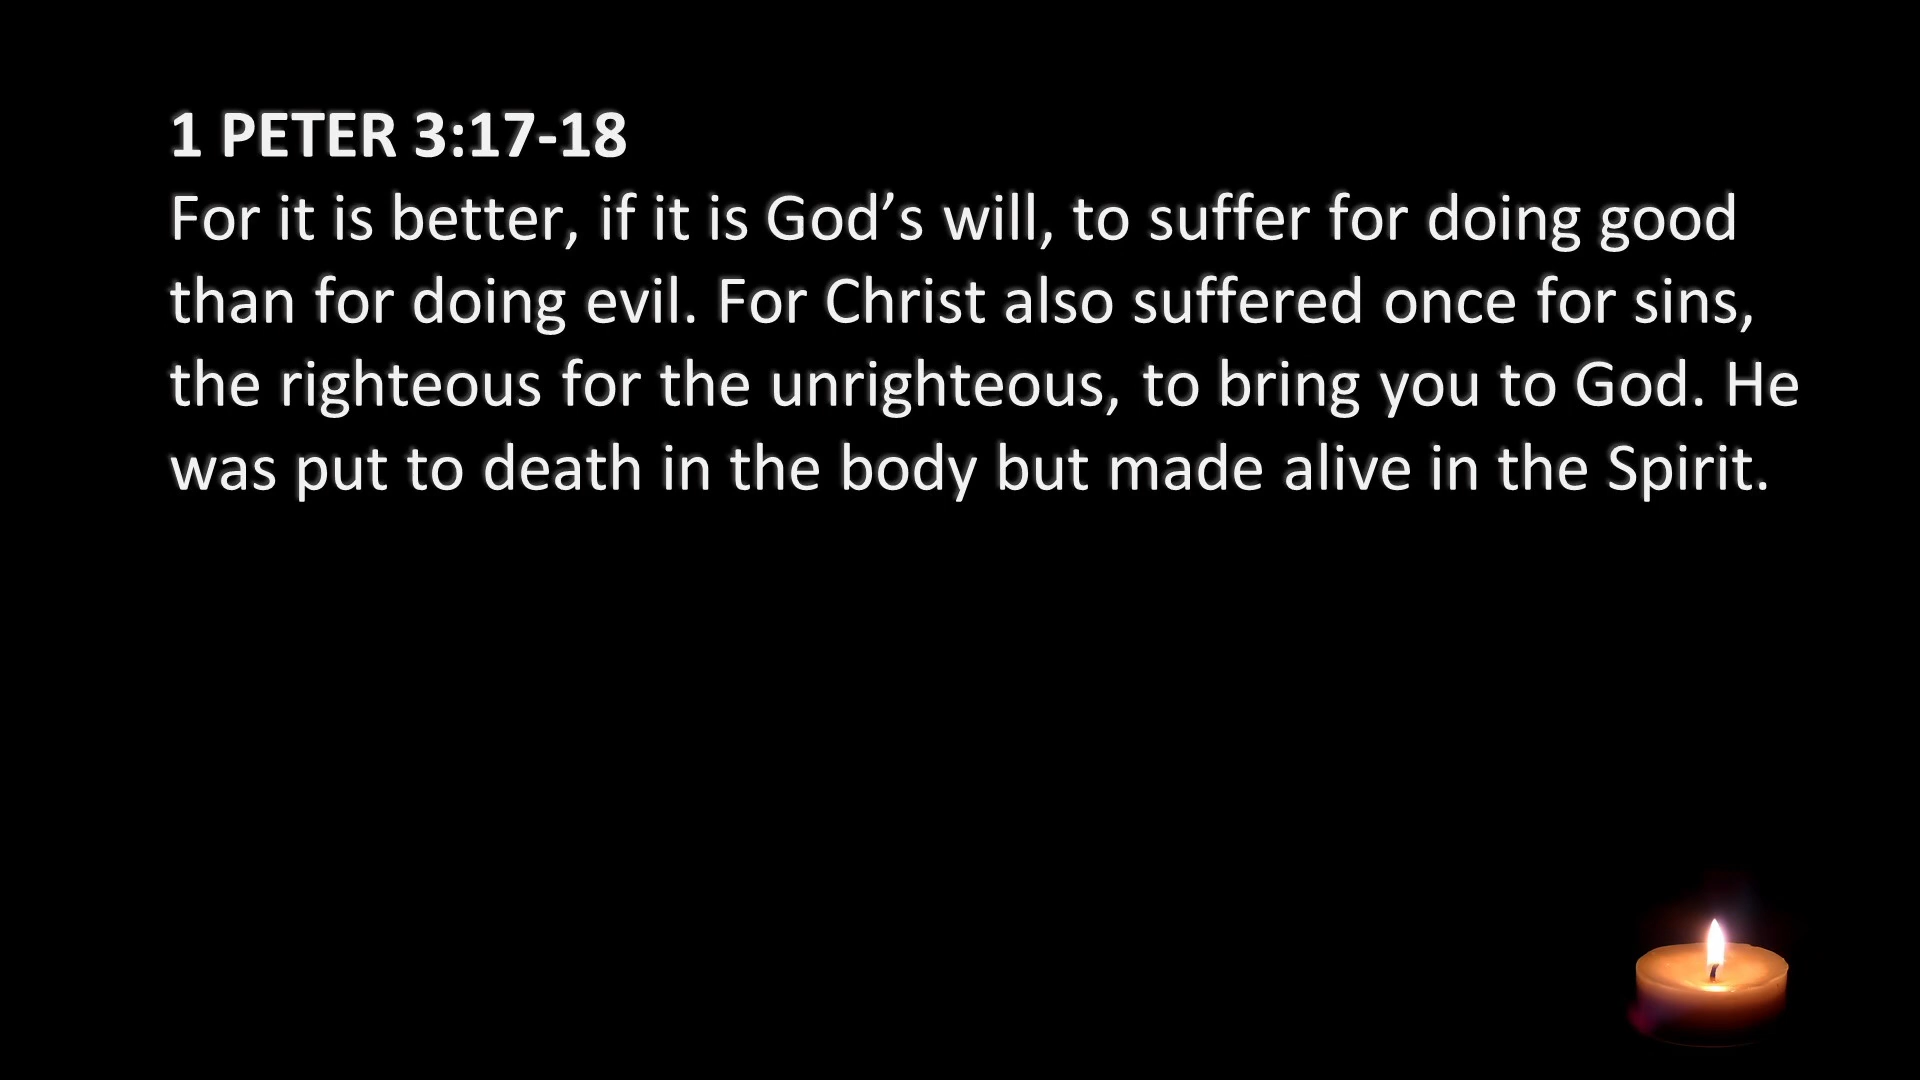 1 PETER 3:17-18
For it is better, if it is God’s will, to suffer for doing good
than for doing evil. For Christ also suffered once for sins,
the righteous for the unrighteous, to bring you to God. He
was put to death in the body but made alive in the Spirit.